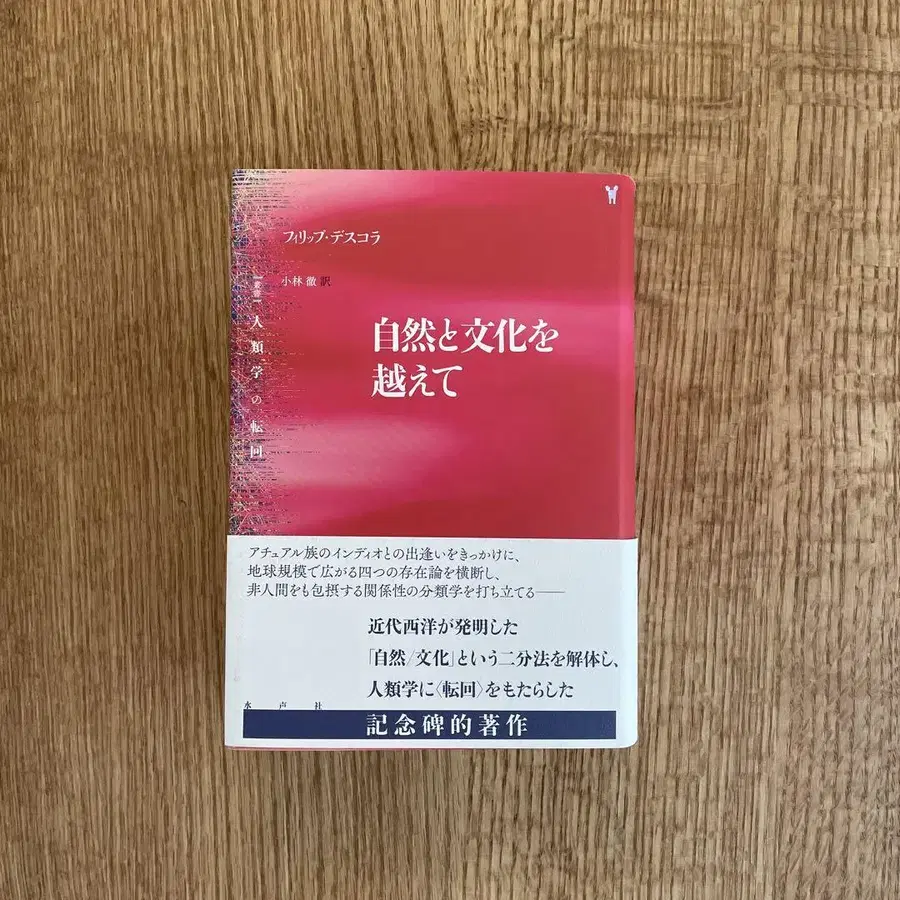 フィリップ・デスコラ
小林 徹 訳
【叢書】人類学の転回
自然と文化を
越えて
アチュアル族のインディオとの出逢いをきっかけに、
地球規模で広がる四つの存在論を横断し、
非人間をも包摂する関係性の分類学を打ち立てる——
近代西洋が発明した
「自然/文化」という二分法を解体し、
人類学に〈転回〉をもたらした
水声社
記念碑的著作